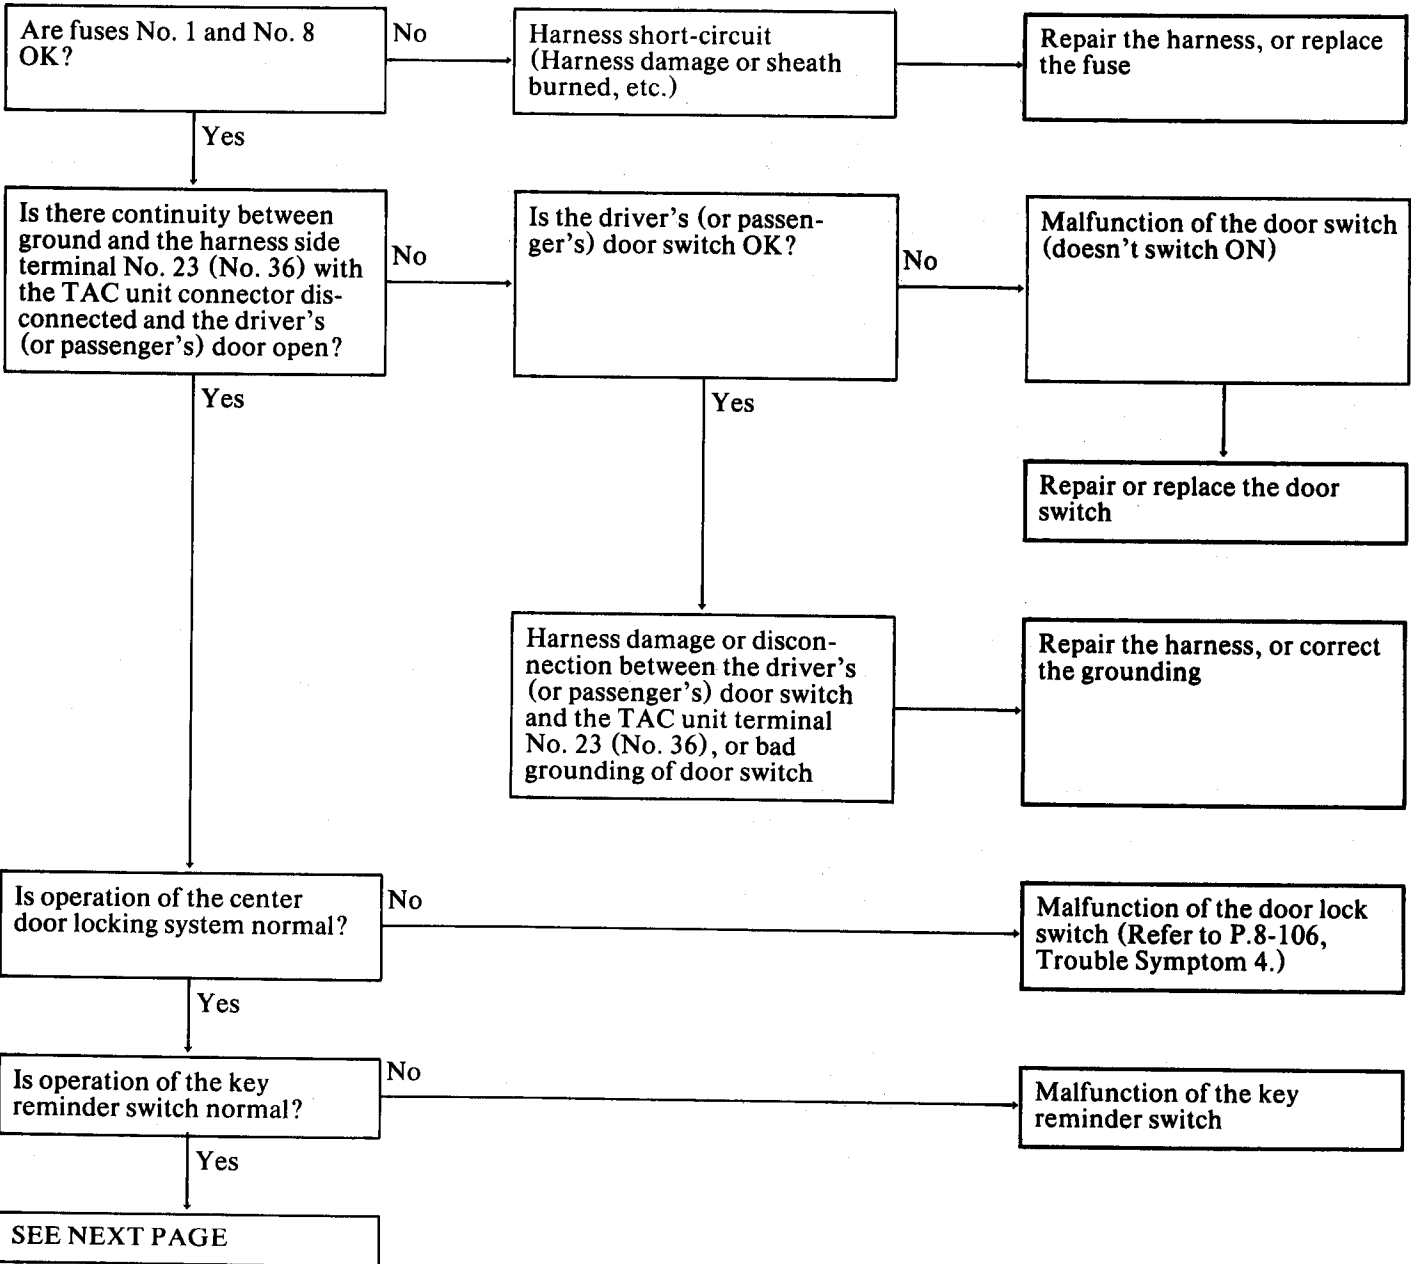 Are fuses No. 1 and No. 8
OK?
No
Harness short-circuit
(Harness damage or sheath
burned, etc.)
Repair the harness, or replace
the fuse
Yes
Is there continuity between
ground and the harness side
terminal No. 23 (No. 36) with
the TAC unit connector dis-
connected and the driver's
(or passenger's) door open?
No
Is the driver's (or passen-
ger's) door switch OK?
No
Malfunction of the door switch
(doesn't switch ON)
Yes
Yes
Repair or replace the door
switch
Harness damage or discon-
nection between the driver's
(or passenger's) door switch
and the TAC unit terminal
No. 23 (No. 36), or bad
grounding of door switch
Repair the harness, or correct
the grounding
Is operation of the center
door locking system normal?
No
Malfunction of the door lock
switch (Refer to P.8-106,
Trouble Symptom 4.)
Yes
Is operation of the key
reminder switch normal?
No
Malfunction of the key
reminder switch
Yes
SEE NEXT PAGE